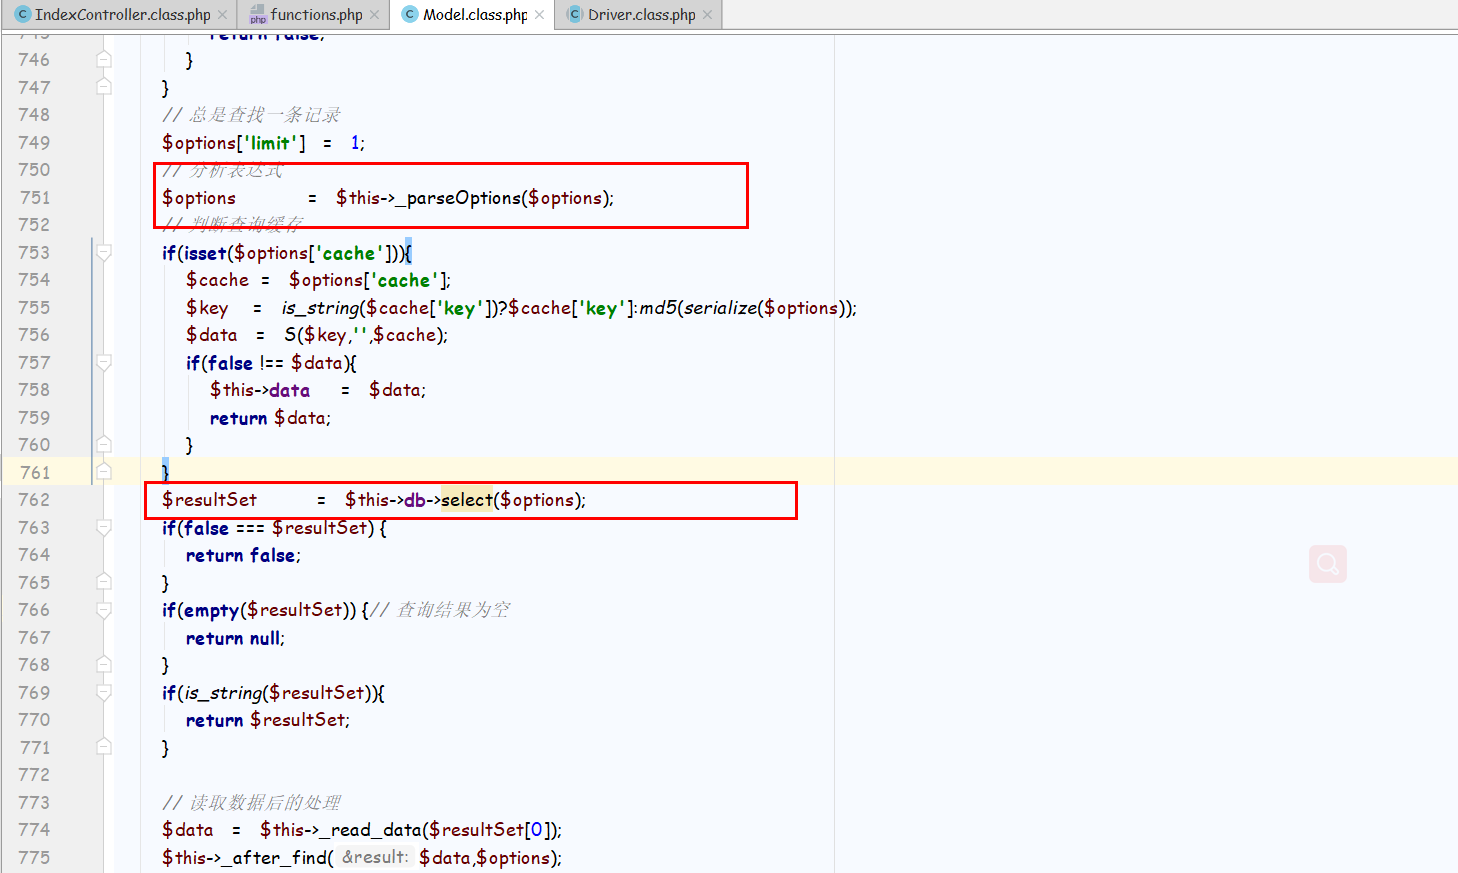 IndexController.class.php
functions.php
Model.class.php
Driver.class.php
745 return false;
746 }
747 }
748 // 总是查找一条记录
749 $options['limit'] = 1;
750 // 分析表达式
751 $options = $this->_parseOptions($options);
752 // 判断查询缓存
753 if(isset($options['cache'])){
754 $cache = $options['cache'];
755 $key = is_string($cache['key'])?$cache['key']:md5(serialize($options));
756 $data = S($key,'',$cache);
757 if(false !== $data){
758 $this->data = $data;
759 return $data;
760 }
761 }
762 $resultSet = $this->db->select($options);
763 if(false === $resultSet) {
764 return false;
765 }
766 if(empty($resultSet)) {// 查询结果为空
767 return null;
768 }
769 if(is_string($resultSet)){
770 return $resultSet;
771 }
772
773 // 读取数据后的处理
774 $data = $this->_read_data($resultSet[0]);
775 $this->_after_find( &result: $data,$options);